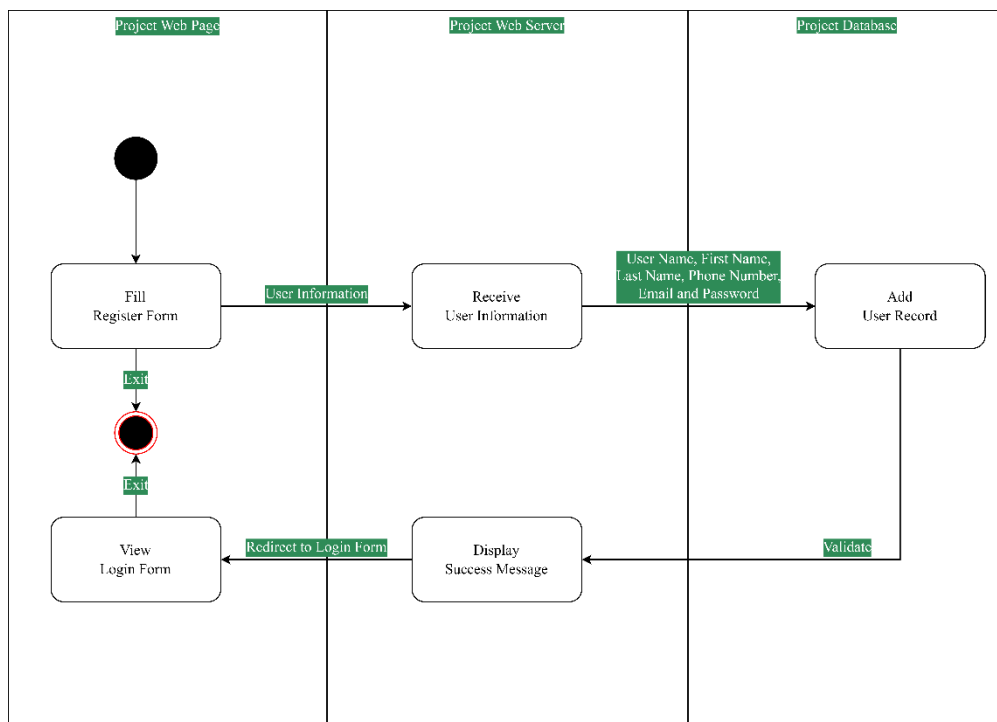 Project Web Page
Project Web Server
Project Database
Fill
Register Form
User Information
Receive
User Information
User Name, First Name,
Last Name, Phone Number,
Email and Password
Add
User Record
Exit
Exit
View
Login Form
Redirect to Login Form
Display
Success Message
Validate